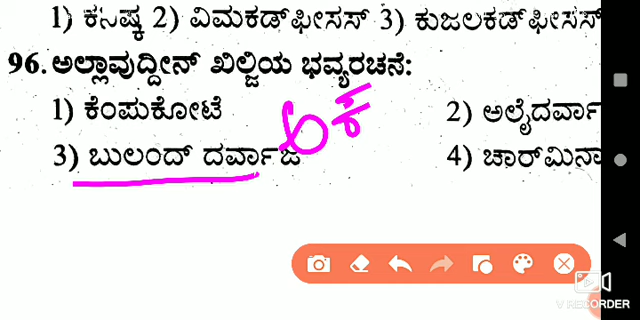 1) ಕನಿಷ್ಕ 2) ವಿಮಕಡ್‌ಫೀಸಸ್ 3) ಕುಜಲಕಡ್‌ಫೀಸಸ್
96. ಅಲ್ಲಾವುದ್ದೀನ್ ಖಿಲ್ಜಿಯ ಭವ್ಯರಚನೆ:
1) ಕೆಂಪುಕೋಟೆ 2) ಅಲೈದರ್ವಾ
3) ಬುಲಂದ್ ದರ್ವಾಜ 4) ಚಾರ್‌ಮಿನಾ
V RECORDER